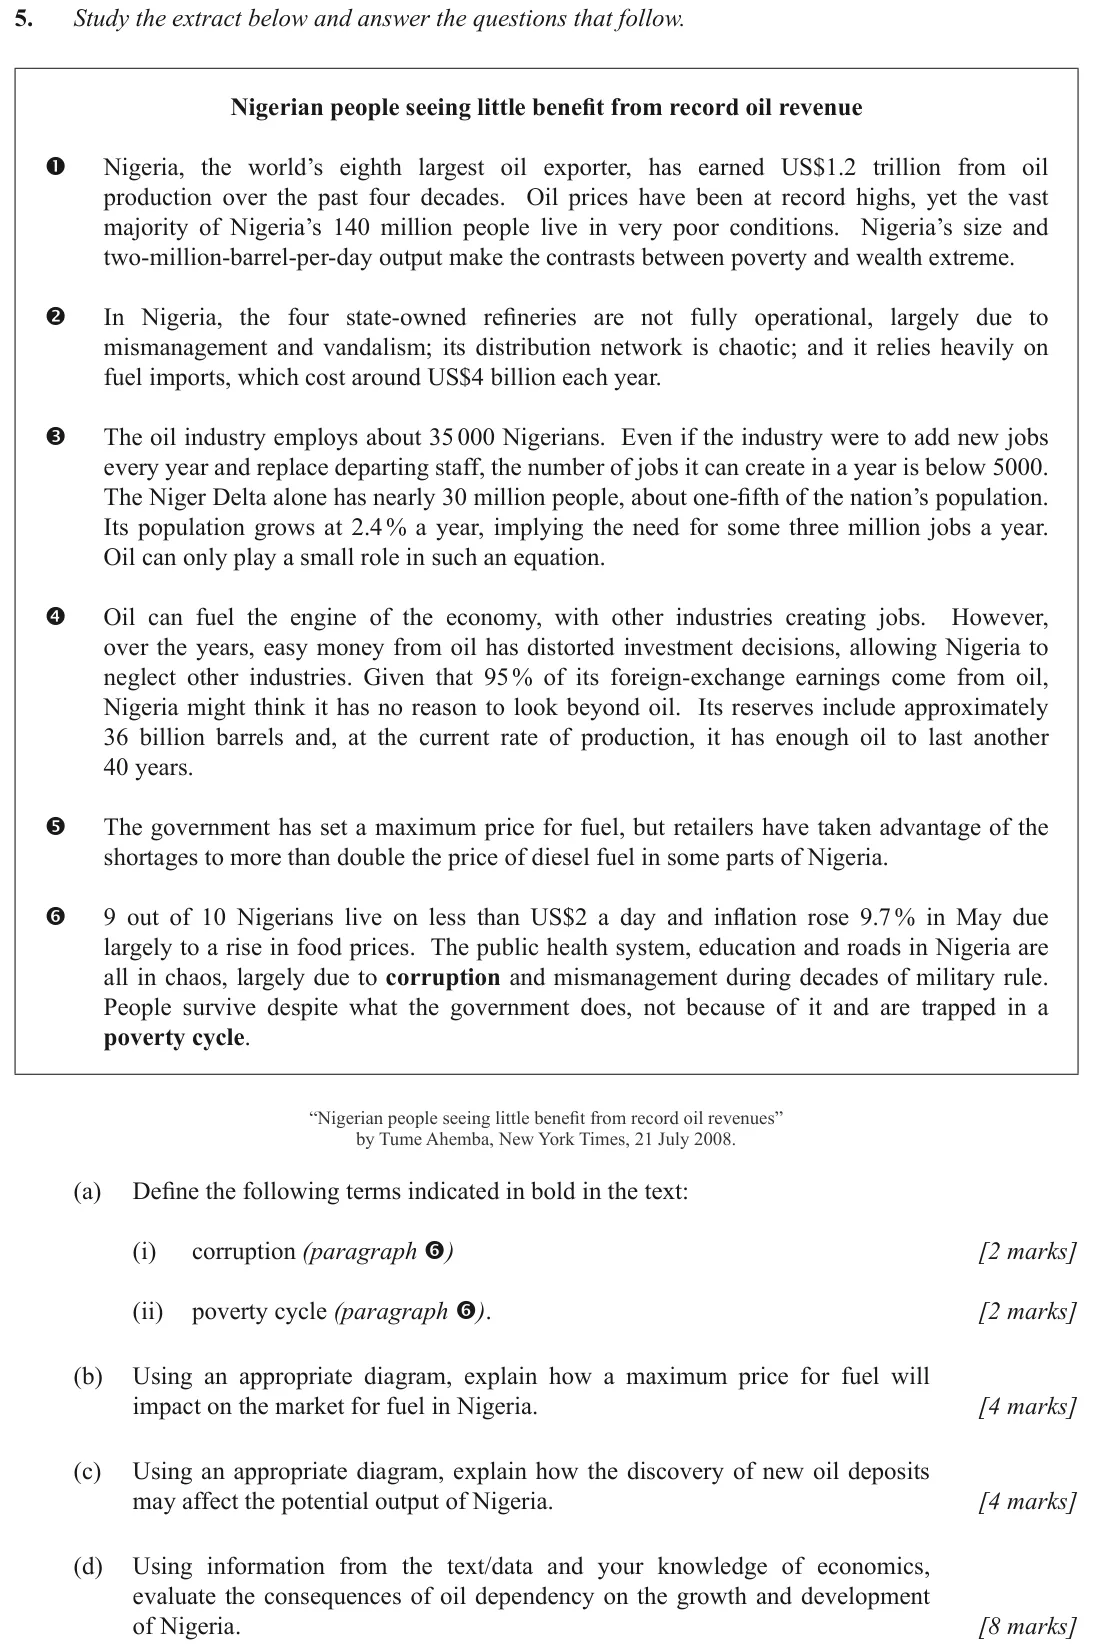 5. Study the extract below and answer the questions that follow.
Nigerian people seeing little benefit from record oil revenue
❶ Nigeria, the world’s eighth largest oil exporter, has earned US$1.2 trillion from oil
production over the past four decades. Oil prices have been at record highs, yet the vast
majority of Nigeria’s 140 million people live in very poor conditions. Nigeria’s size and
two-million-barrel-per-day output make the contrasts between poverty and wealth extreme.
❷ In Nigeria, the four state-owned refineries are not fully operational, largely due to
mismanagement and vandalism; its distribution network is chaotic; and it relies heavily on
fuel imports, which cost around US$4 billion each year.
❸ The oil industry employs about 35 000 Nigerians. Even if the industry were to add new jobs
every year and replace departing staff, the number of jobs it can create in a year is below 5000.
The Niger Delta alone has nearly 30 million people, about one-fifth of the nation’s population.
Its population grows at 2.4 % a year, implying the need for some three million jobs a year.
Oil can only play a small role in such an equation.
❹ Oil can fuel the engine of the economy, with other industries creating jobs. However,
over the years, easy money from oil has distorted investment decisions, allowing Nigeria to
neglect other industries. Given that 95 % of its foreign-exchange earnings come from oil,
Nigeria might think it has no reason to look beyond oil. Its reserves include approximately
36 billion barrels and, at the current rate of production, it has enough oil to last another
40 years.
❺ The government has set a maximum price for fuel, but retailers have taken advantage of the
shortages to more than double the price of diesel fuel in some parts of Nigeria.
❻ 9 out of 10 Nigerians live on less than US$2 a day and inflation rose 9.7 % in May due
largely to a rise in food prices. The public health system, education and roads in Nigeria are
all in chaos, largely due to corruption and mismanagement during decades of military rule.
People survive despite what the government does, not because of it and are trapped in a
poverty cycle.
“Nigerian people seeing little benefit from record oil revenues”
by Tume Ahemba, New York Times, 21 July 2008.
(a) Define the following terms indicated in bold in the text:
(i) corruption (paragraph ❻) [2 marks]
(ii) poverty cycle (paragraph ❻). [2 marks]
(b) Using an appropriate diagram, explain how a maximum price for fuel will
impact on the market for fuel in Nigeria. [4 marks]
(c) Using an appropriate diagram, explain how the discovery of new oil deposits
may affect the potential output of Nigeria. [4 marks]
(d) Using information from the text/data and your knowledge of economics,
evaluate the consequences of oil dependency on the growth and development
of Nigeria. [8 marks]